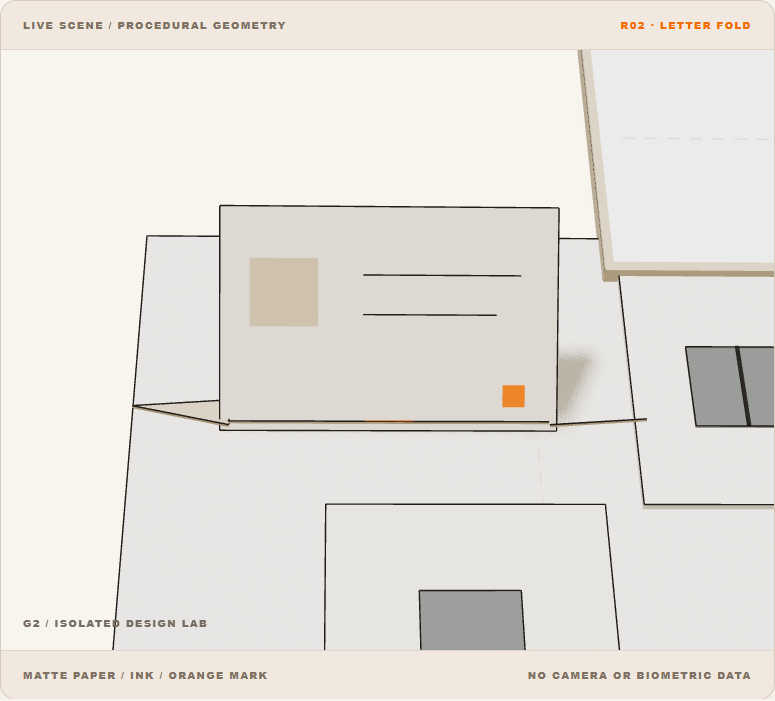 LIVE SCENE / PROCEDURAL GEOMETRY
R02 · LETTER FOLD
G2 / ISOLATED DESIGN LAB
MATTE PAPER / INK / ORANGE MARK
NO CAMERA OR BIOMETRIC DATA